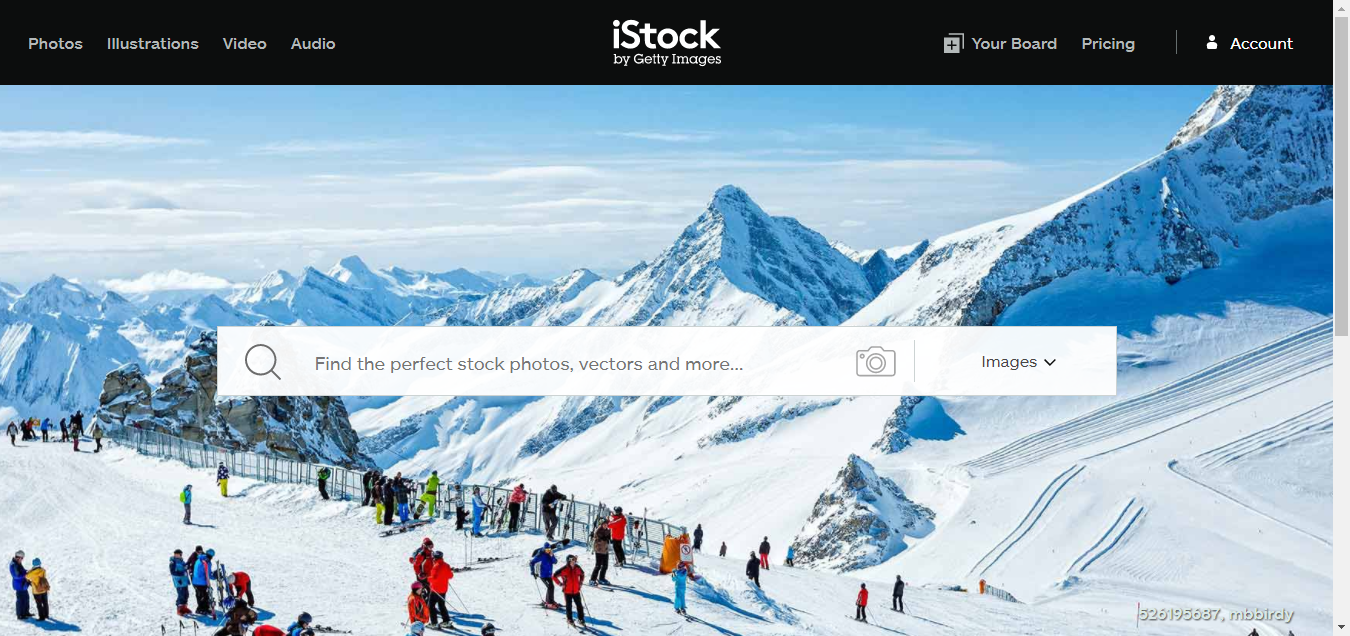 Photos Illustrations Video Audio
iStock
by Getty Images
Your Board Pricing Account
Find the perfect stock photos, vectors and more...
Images
526195687, mbbirdy